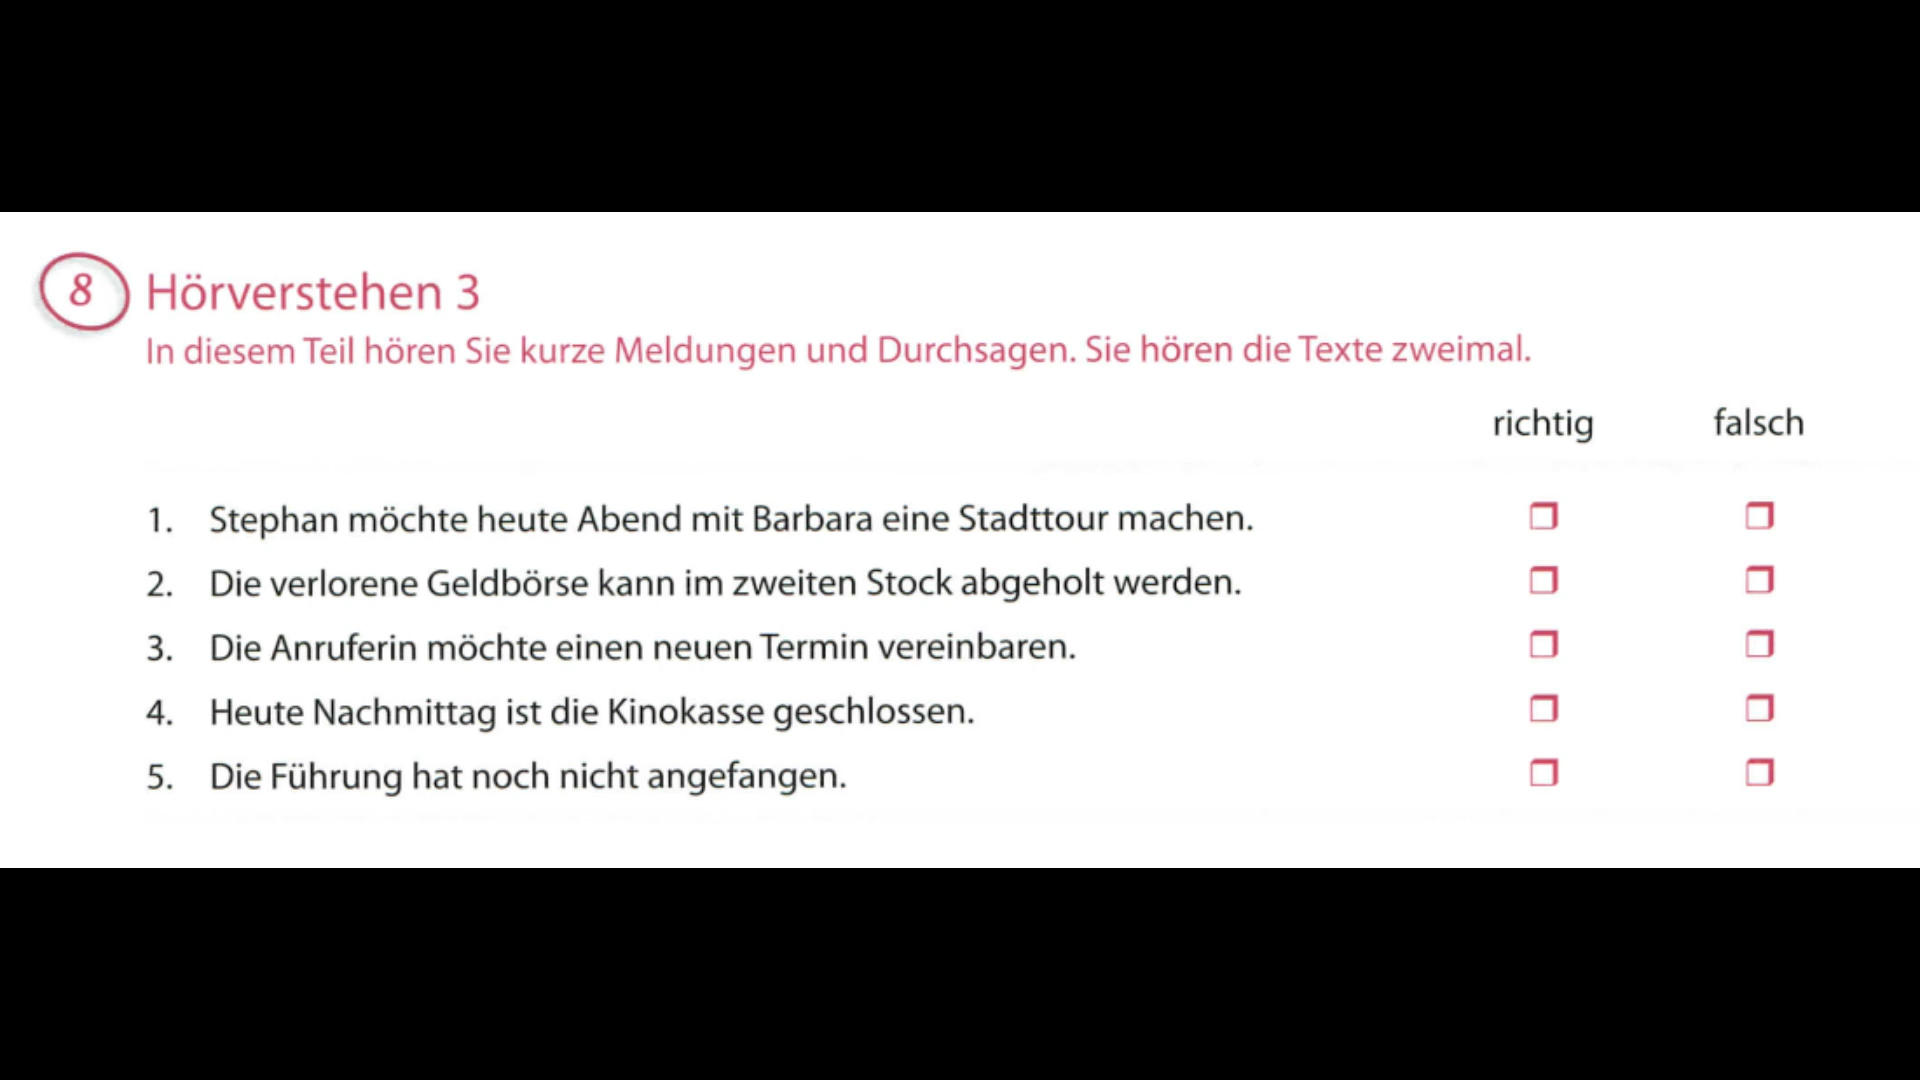 8 Hörverstehen 3
In diesem Teil hören Sie kurze Meldungen und Durchsagen. Sie hören die Texte zweimal.
richtig falsch
1. Stephan möchte heute Abend mit Barbara eine Stadttour machen.
2. Die verlorene Geldbörse kann im zweiten Stock abgeholt werden.
3. Die Anruferin möchte einen neuen Termin vereinbaren.
4. Heute Nachmittag ist die Kinokasse geschlossen.
5. Die Führung hat noch nicht angefangen.